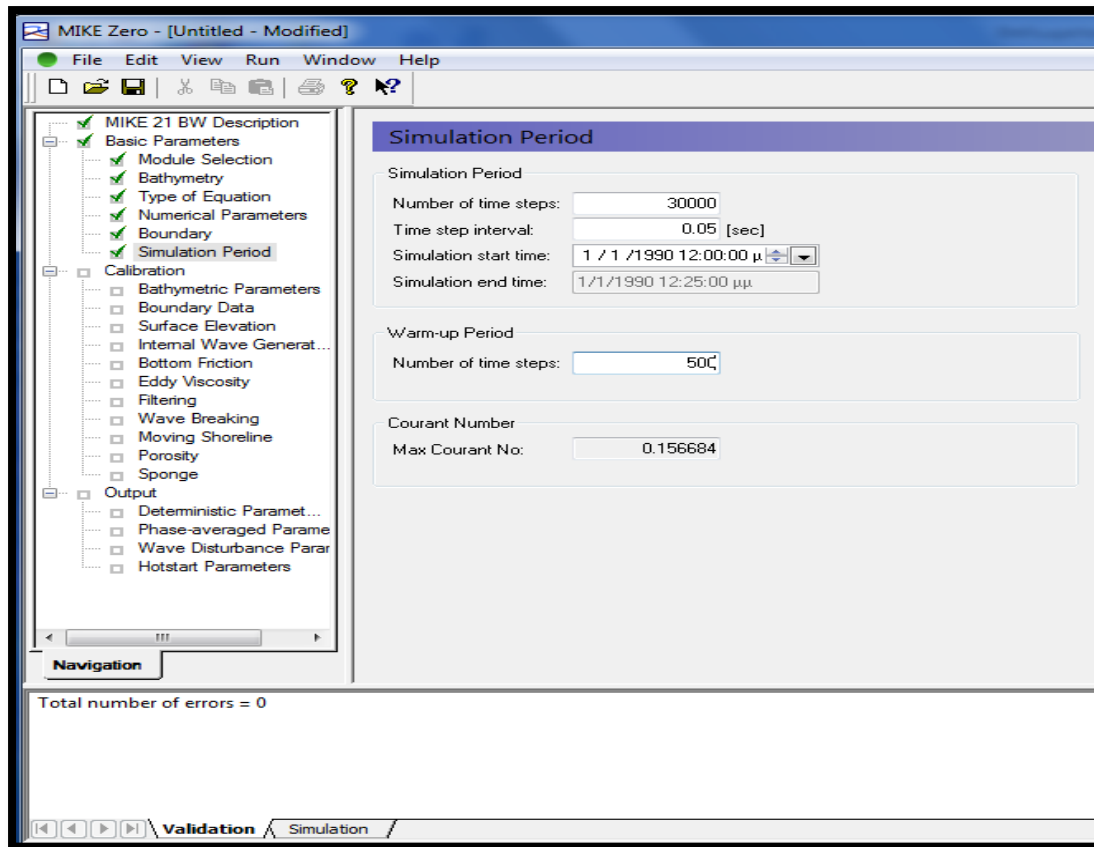 MIKE Zero - [Untitled - Modified]
File Edit View Run Window Help
MIKE 21 BW Description
Basic Parameters
Module Selection
Bathymetry
Type of Equation
Numerical Parameters
Boundary
Simulation Period
Calibration
Bathymetric Parameters
Boundary Data
Surface Elevation
Internal Wave Generat...
Bottom Friction
Eddy Viscosity
Filtering
Wave Breaking
Moving Shoreline
Porosity
Sponge
Output
Deterministic Paramet...
Phase-averaged Parame
Wave Disturbance Parar
Hotstart Parameters
Navigation
Simulation Period
Simulation Period
Number of time steps: 30000
Time step interval: 0.05 [sec]
Simulation start time: 1 / 1 /1990 12:00:00 μ
Simulation end time: 1/1/1990 12:25:00 μμ
Warm-up Period
Number of time steps: 500
Courant Number
Max Courant No: 0.156684
Total number of errors = 0
Validation Simulation